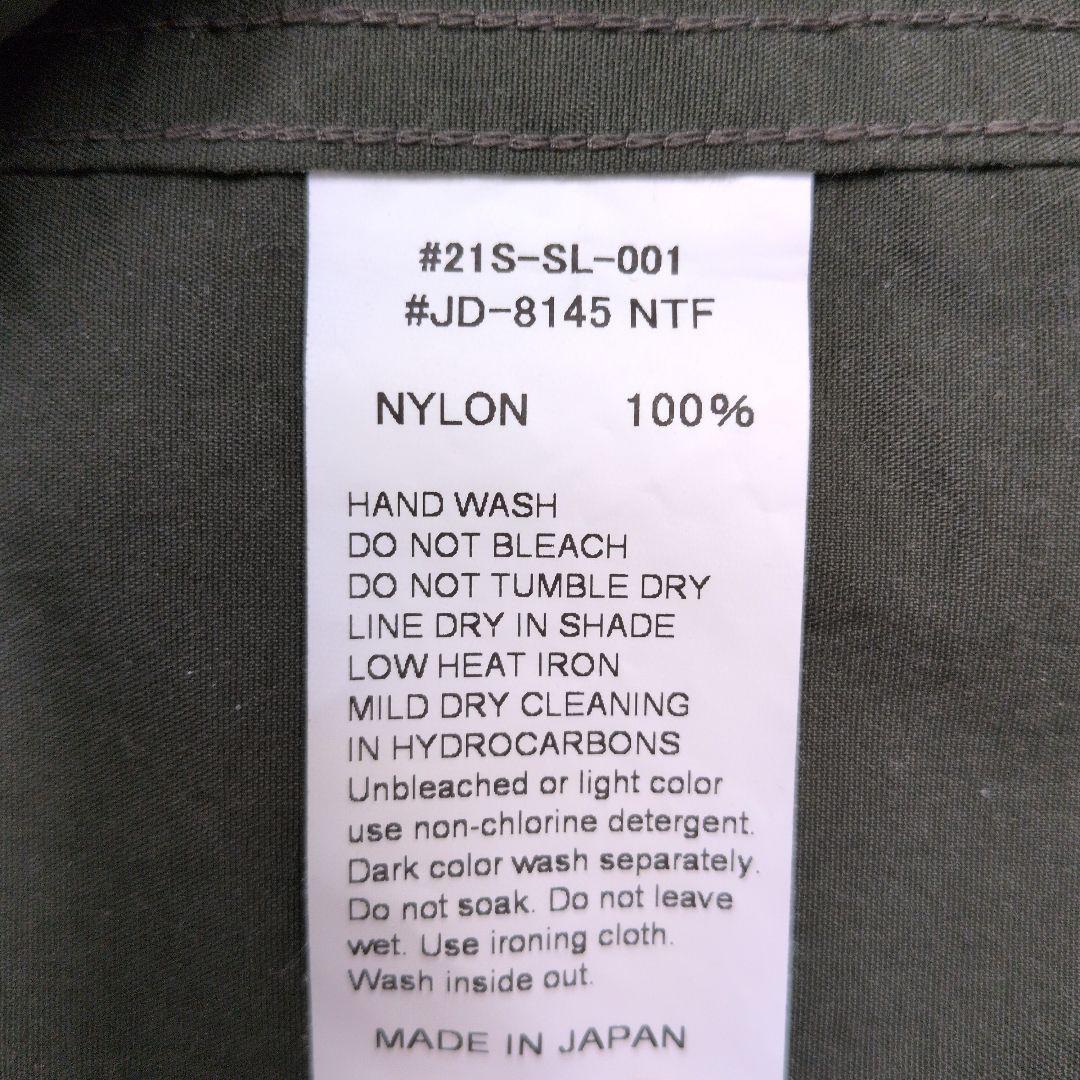 #21S-SL-001
#JD-8145 NTF
NYLON 100%
HAND WASH
DO NOT BLEACH
DO NOT TUMBLE DRY
LINE DRY IN SHADE
LOW HEAT IRON
MILD DRY CLEANING
IN HYDROCARBONS
Unbleached or light color
use non-chlorine detergent.
Dark color wash separately.
Do not soak. Do not leave
wet. Use ironing cloth.
Wash inside out.
MADE IN JAPAN